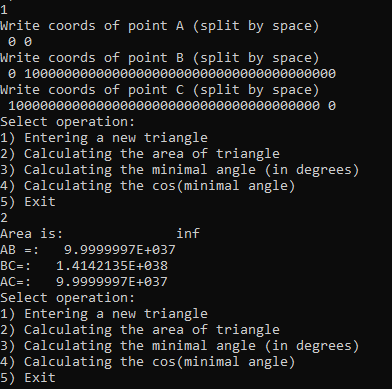 1
Write coords of point A (split by space)
0 0
Write coords of point B (split by space)
0 100000000000000000000000000000000000000
Write coords of point C (split by space)
100000000000000000000000000000000000000 0
Select operation:
1) Entering a new triangle
2) Calculating the area of triangle
3) Calculating the minimal angle (in degrees)
4) Calculating the cos(minimal angle)
5) Exit
2
Area is:              inf
AB =:   9.9999997E+037
BC=:   1.4142135E+038
AC=:   9.9999997E+037
Select operation:
1) Entering a new triangle
2) Calculating the area of triangle
3) Calculating the minimal angle (in degrees)
4) Calculating the cos(minimal angle)
5) Exit